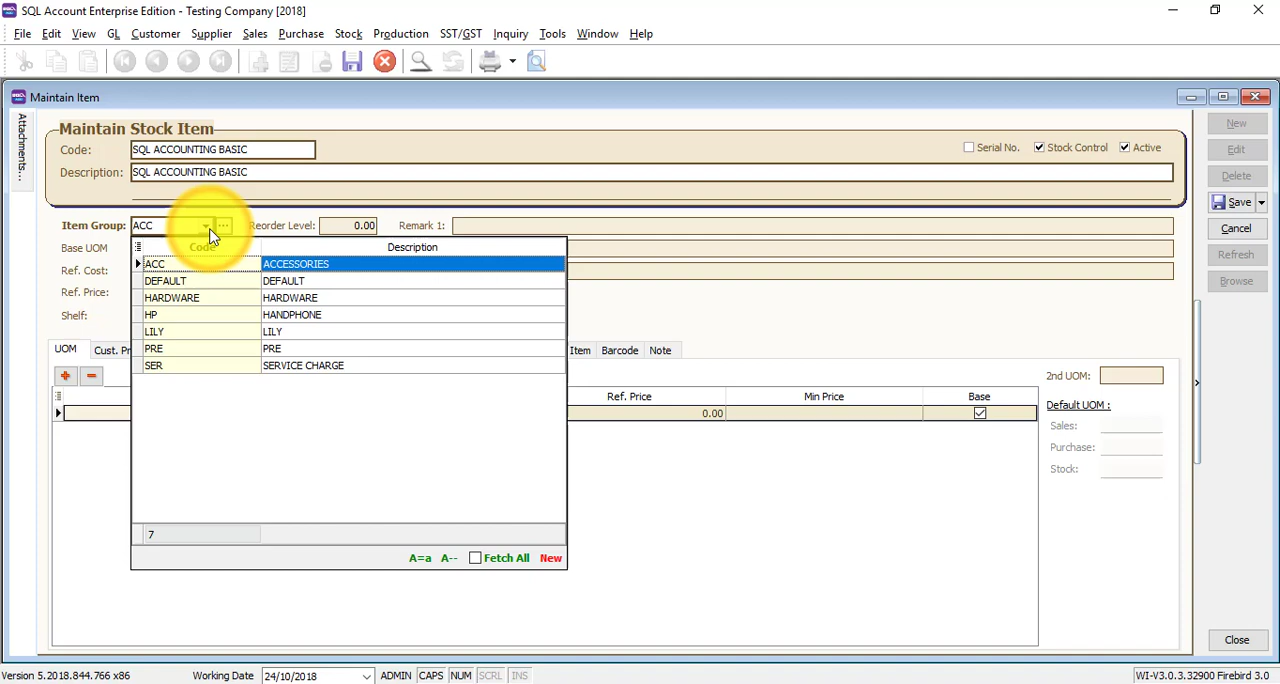 SQL Account Enterprise Edition - Testing Company [2018]
File Edit View GL Customer Supplier Sales Purchase Stock Production SST/GST Inquiry Tools Window Help
Maintain Item
Attachments...
Maintain Stock Item
Code: SQL ACCOUNTING BASIC
Serial No. Stock Control Active
Description: SQL ACCOUNTING BASIC
Item Group: ACC Reorder Level: 0.00 Remark 1:
Base UOM
Ref. Cost:
Ref. Price:
Shelf:
Code Description
ACC ACCESSORIES
DEFAULT DEFAULT
HARDWARE HARDWARE
HP HANDPHONE
LILY LILY
PRE PRE
SER SERVICE CHARGE
7
A=a A-- Fetch All New
UOM Cust. Pr Item Barcode Note
Ref. Price Min Price Base
0.00
2nd UOM:
Default UOM :
Sales:
Purchase:
Stock:
New
Edit
Delete
Save
Cancel
Refresh
Browse
Close
Version 5.2018.844.766 x86 Working Date 24/10/2018 ADMIN CAPS NUM SCRL INS WI-V3.0.3.32900 Firebird 3.0